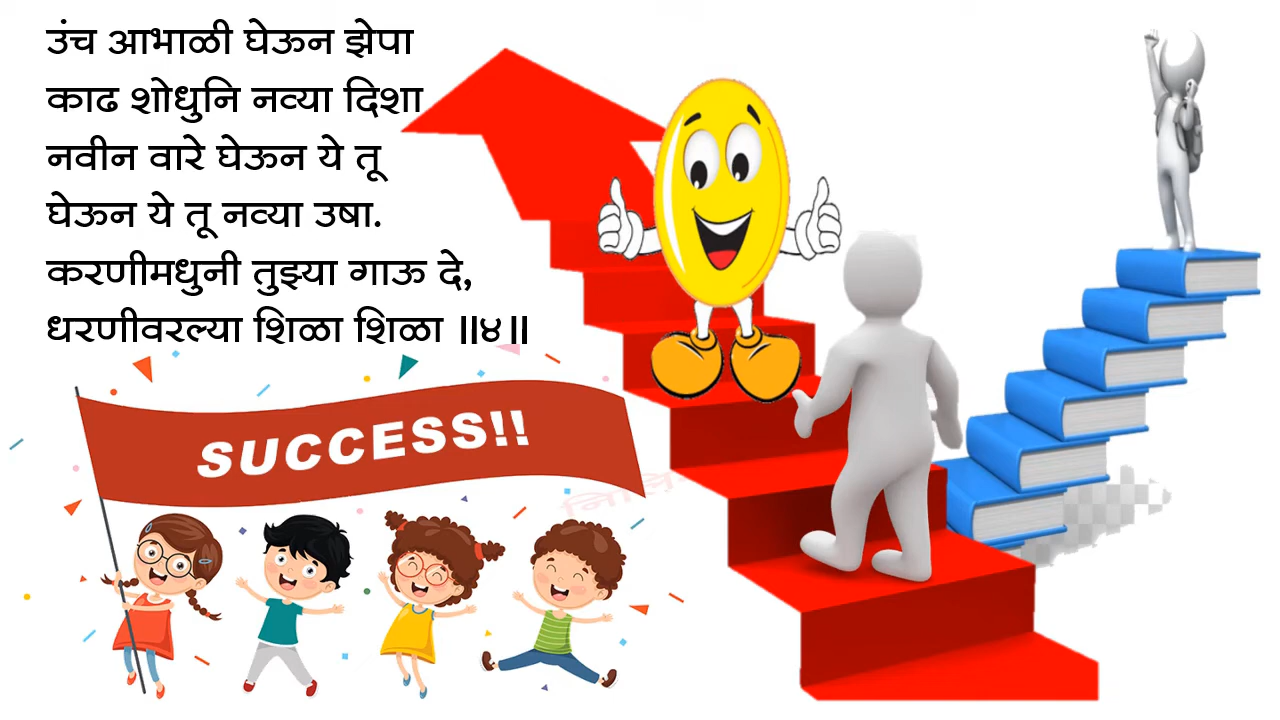 उंच आभाळी घेऊन झेपा
काढ शोधुनि नव्या दिशा
नवीन वारे घेऊन ये तू
घेऊन ये तू नव्या उषा.
करणीमधुनी तुझ्या गाऊ दे,
धरणीवरल्या शिळा शिळा ॥४॥
SUCCESS!!